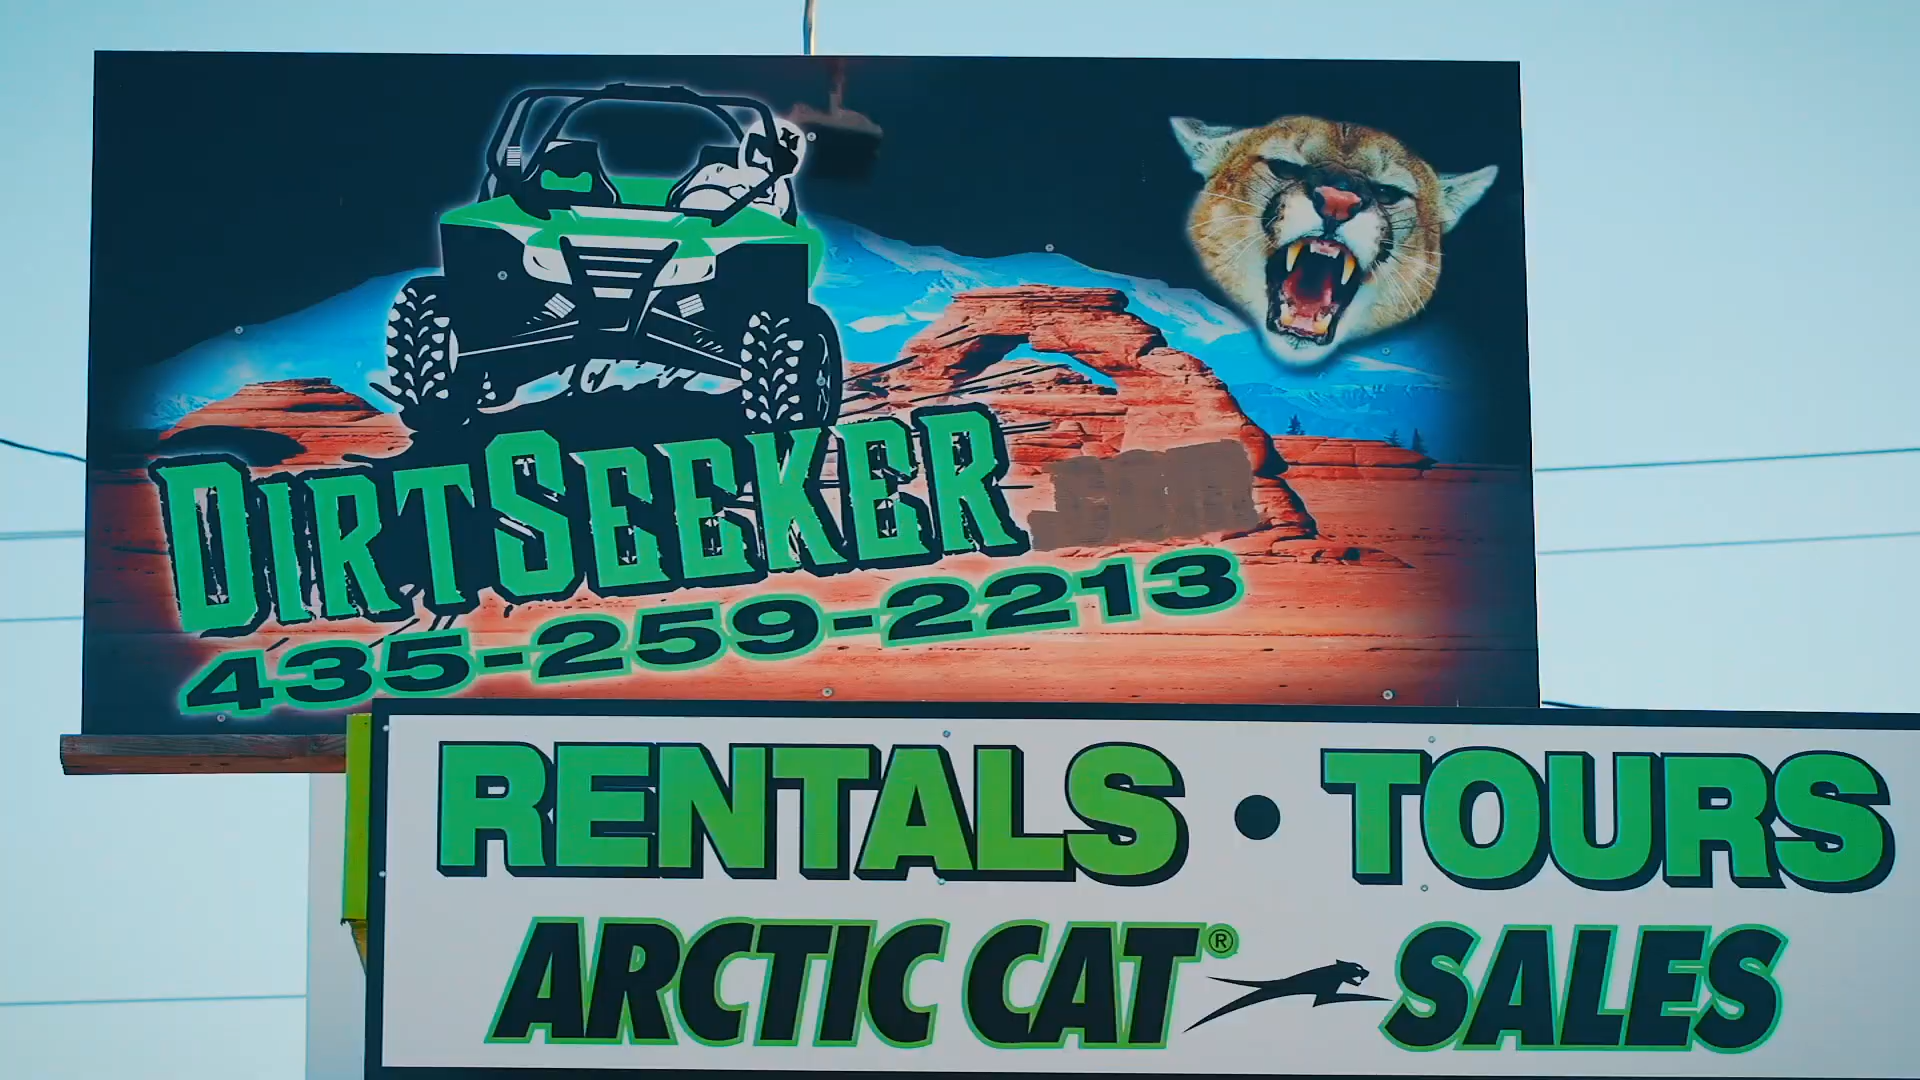 DIRTSEEKER
435-259-2213
RENTALS • TOURS
ARCTIC CAT® SALES